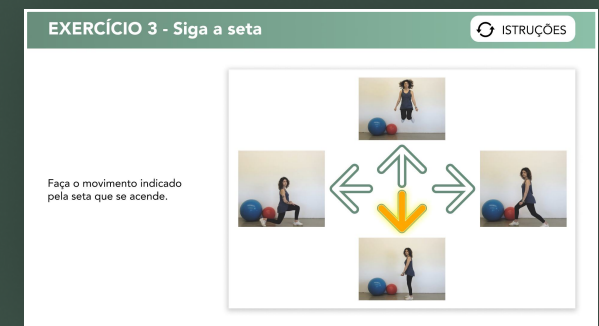 EXERCÍCIO 3 - Siga a seta
ISTRUÇÕES
Faça o movimento indicado
pela seta que se acende.